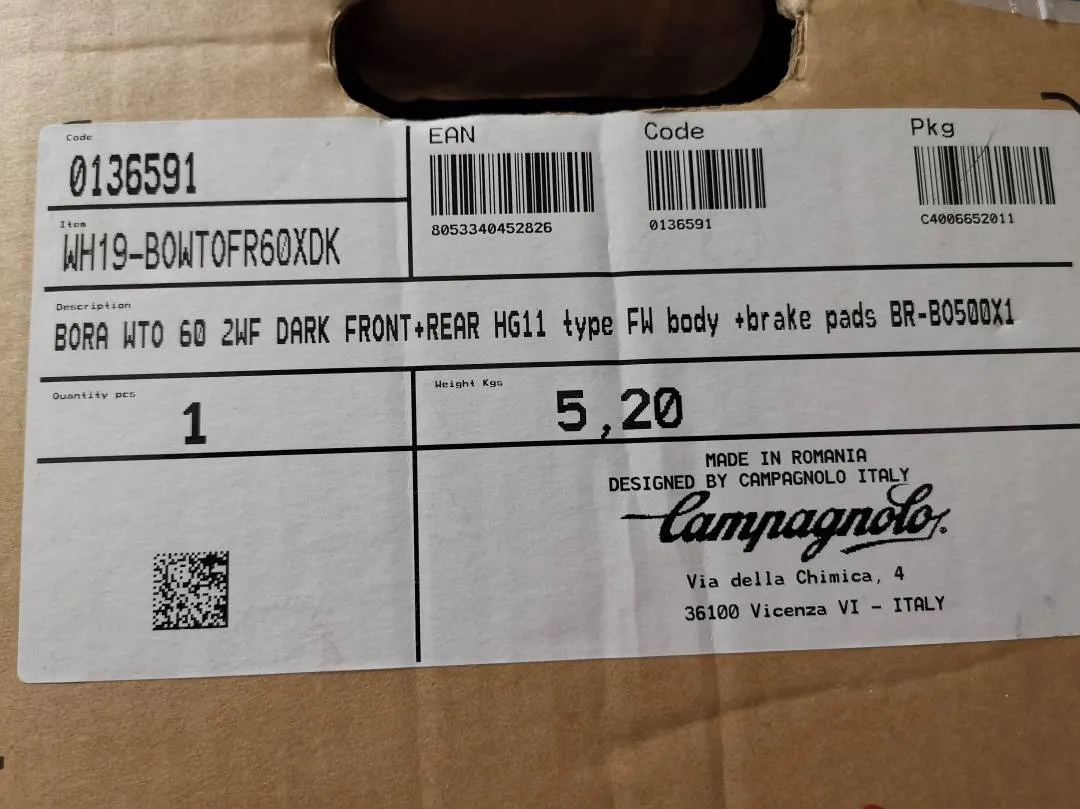 Code
0136591
EAN
8053340452826
Code
0136591
Pkg
C4006652011
Item
WH19-BOWTOFR60XDK
Description
BORA WTO 60 2WF DARK FRONT+REAR HG11 type FW body +brake pads BR-BO500X1
Quantity pcs
1
Weight Kgs
5,20
MADE IN ROMANIA
DESIGNED BY CAMPAGNOLO ITALY
Campagnolo®
Via della Chimica, 4
36100 Vicenza VI - ITALY